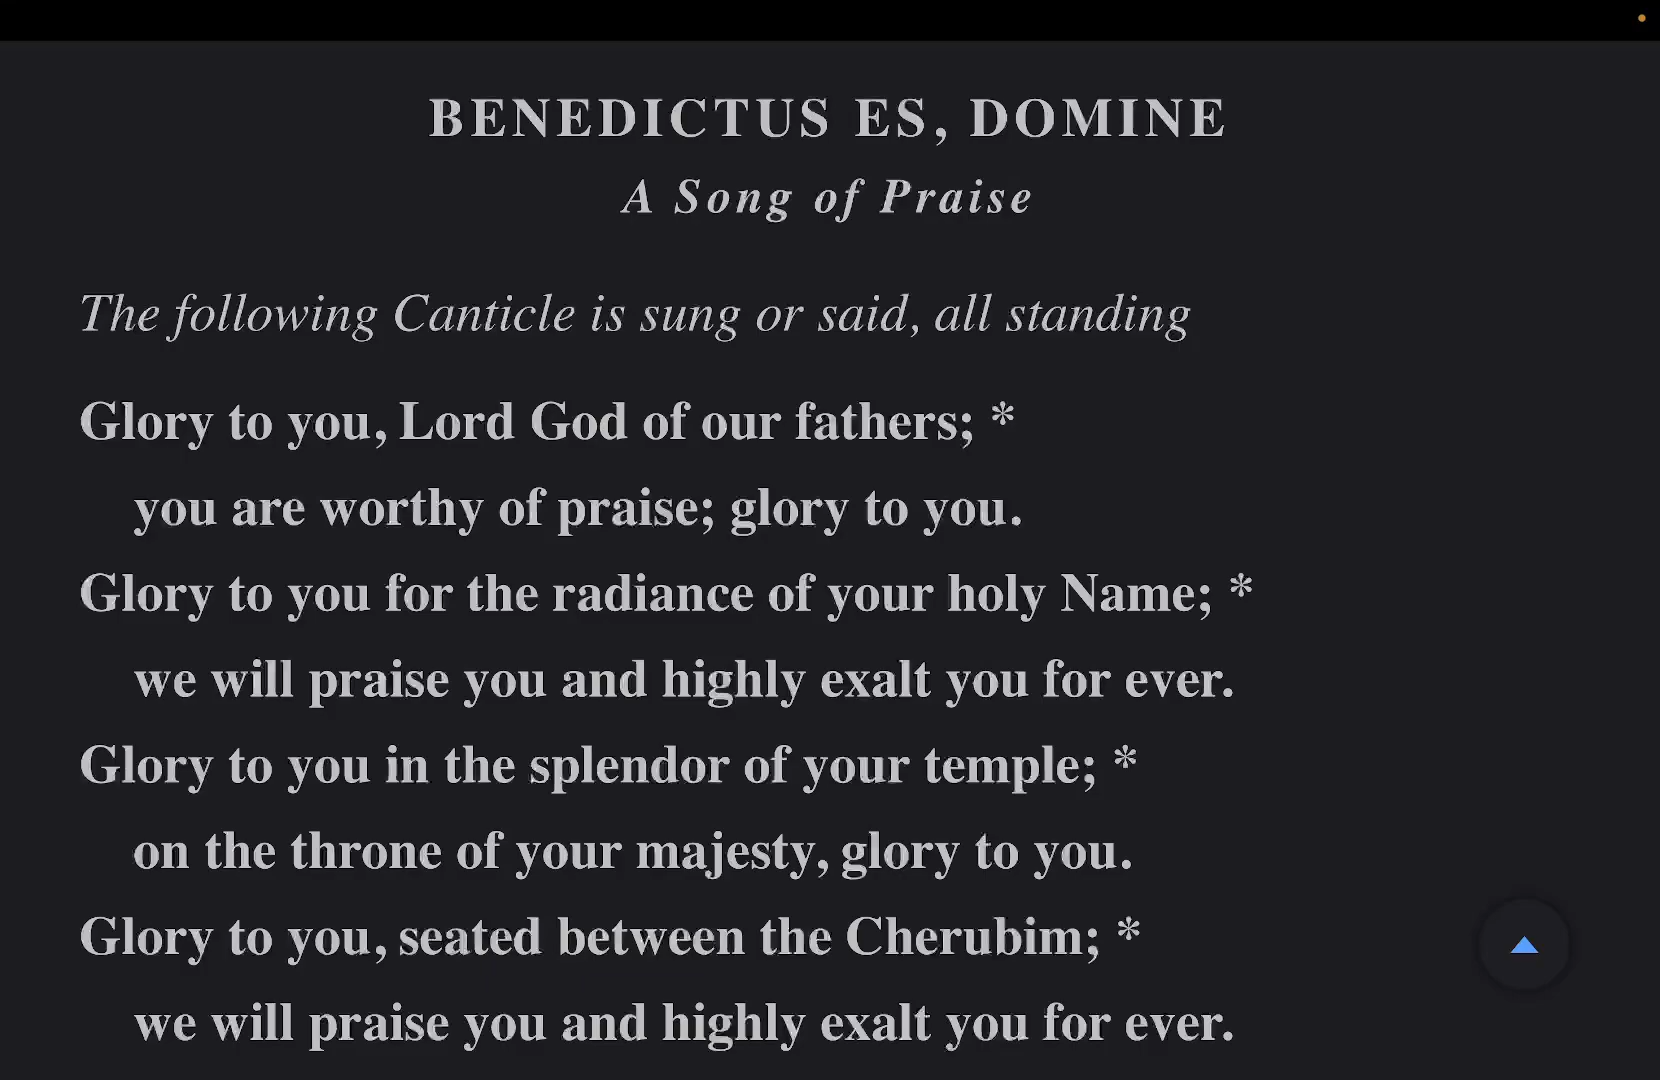 BENEDICTUS ES, DOMINE
A Song of Praise
The following Canticle is sung or said, all standing
Glory to you, Lord God of our fathers; *
you are worthy of praise; glory to you.
Glory to you for the radiance of your holy Name; *
we will praise you and highly exalt you for ever.
Glory to you in the splendor of your temple; *
on the throne of your majesty, glory to you.
Glory to you, seated between the Cherubim; *
we will praise you and highly exalt you for ever.